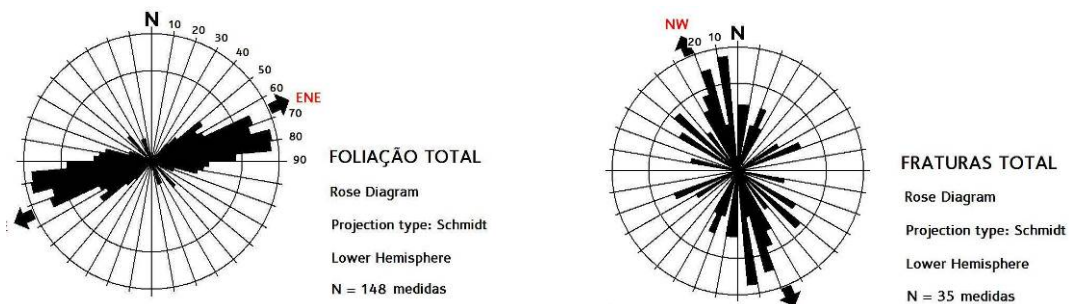 N
10
20
30
40
50
60
70
80
90
ENE
FOLIAÇÃO TOTAL
Rose Diagram
Projection type: Schmidt
Lower Hemisphere
N = 148 medidas
NW
20 10 N
FRATURAS TOTAL
Rose Diagram
Projection type: Schmidt
Lower Hemisphere
N = 35 medidas